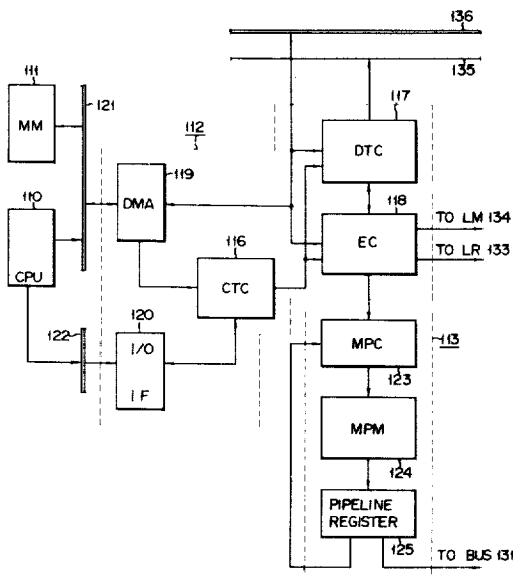 136
135
111
MM
121
112
117
DTC
119
DMA
118
EC
TO LM 134
TO LR 133
110
CPU
116
CTC
122
120
I/O
I F
MPC
123
113
MPM
124
PIPELINE
REGISTER
125
TO BUS 131